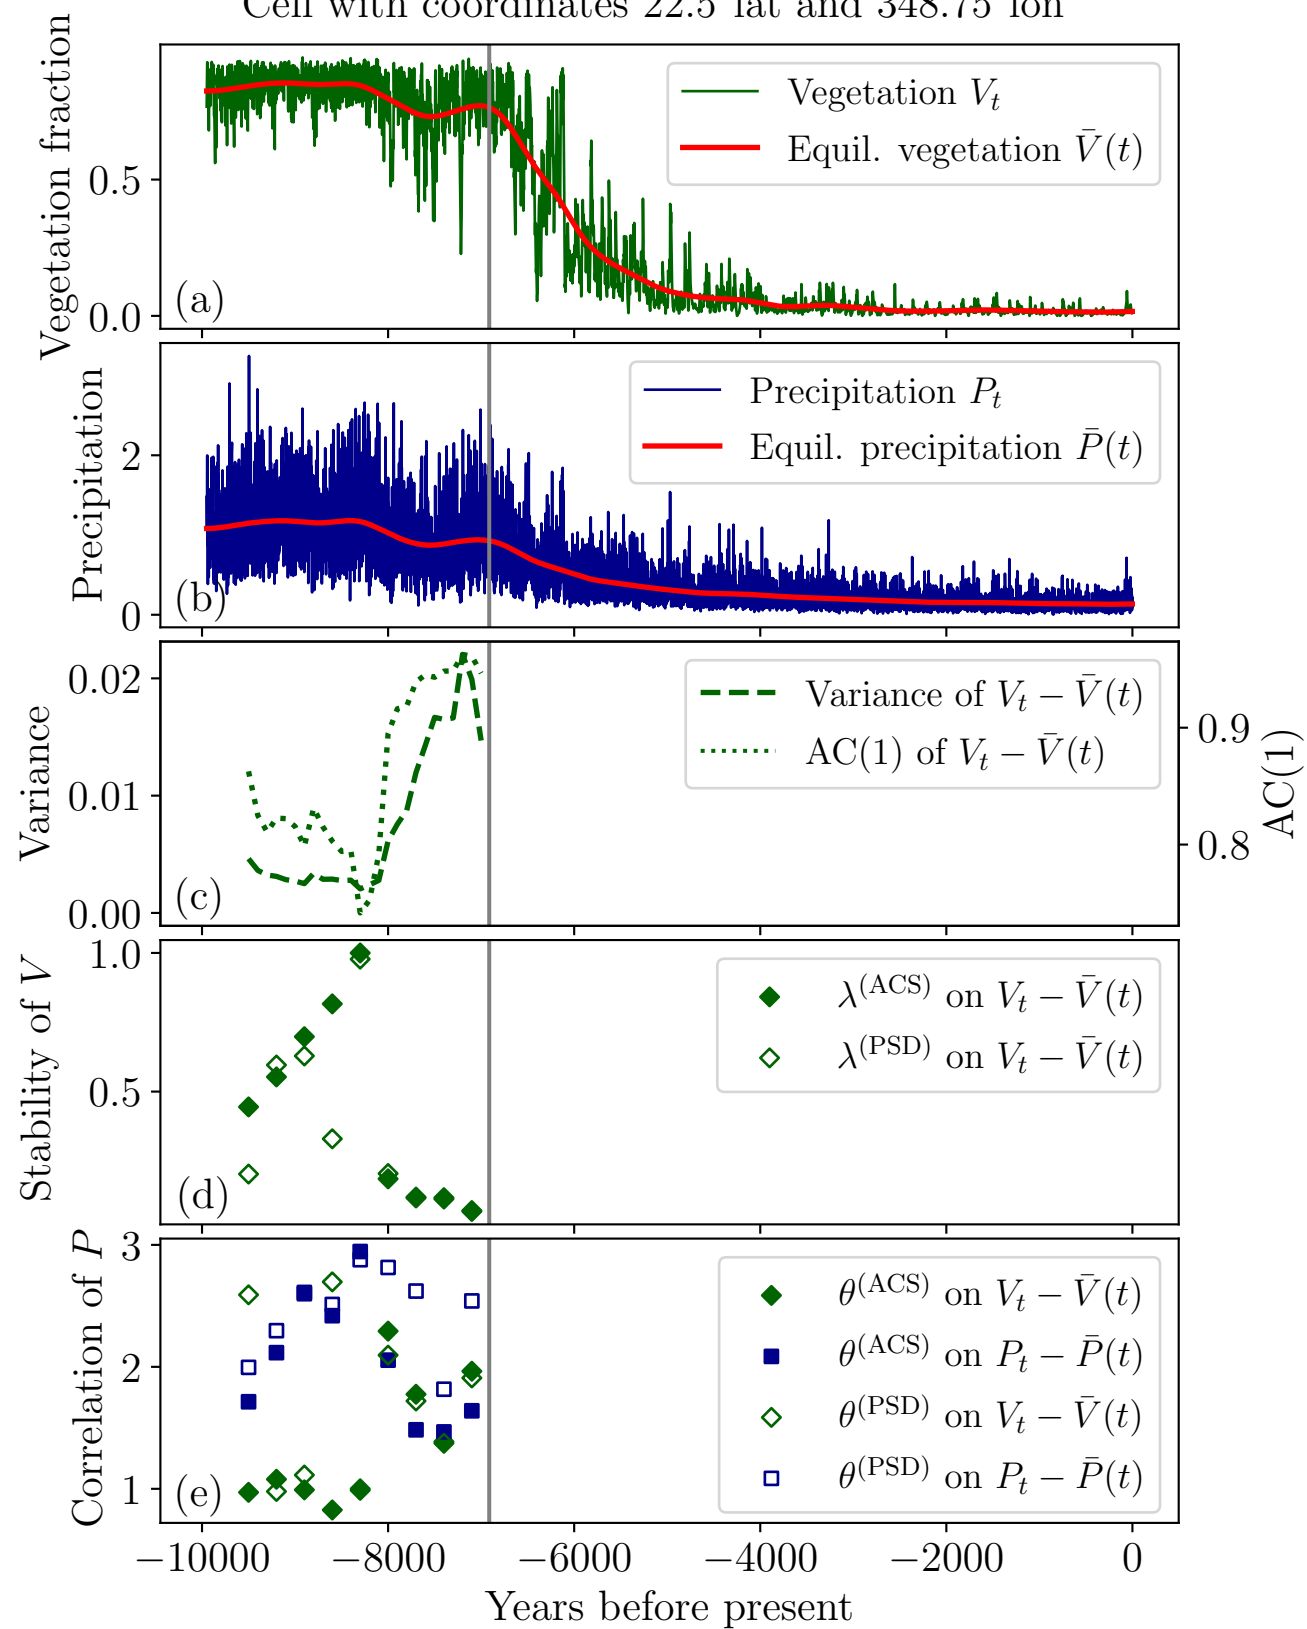 Cell with coordinates 22.5 lat and 348.75 lon
Vegetation fraction
0.5
0.0
(a)
Vegetation V_t
Equil. vegetation V̄(t)
Precipitation
2
0
(b)
Precipitation P_t
Equil. precipitation P̄(t)
Variance
0.02
0.01
0.00
(c)
Variance of V_t − V̄(t)
AC(1) of V_t − V̄(t)
0.9
0.8
AC(1)
Stability of V
1.0
0.5
(d)
λ^(ACS) on V_t − V̄(t)
λ^(PSD) on V_t − V̄(t)
Correlation of P
3
2
1
(e)
θ^(ACS) on V_t − V̄(t)
θ^(ACS) on P_t − P̄(t)
θ^(PSD) on V_t − V̄(t)
θ^(PSD) on P_t − P̄(t)
−10000 −8000 −6000 −4000 −2000 0
Years before present